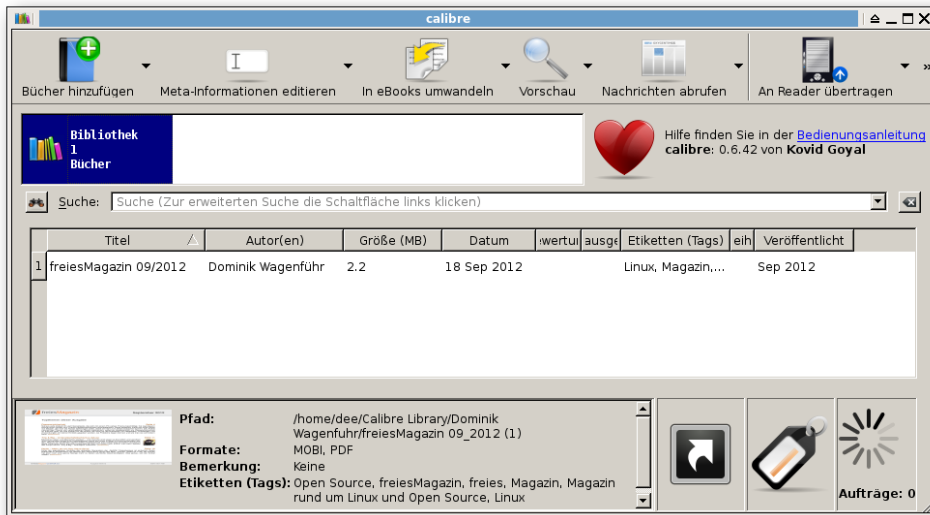 calibre
Bücher hinzufügen
Meta-Informationen editieren
In eBooks umwandeln
Vorschau
Nachrichten abrufen
An Reader übertragen
»
Bibliothek
1
Bücher
Hilfe finden Sie in der Bedienungsanleitung
calibre: 0.6.42 von Kovid Goyal
Suche: Suche (Zur erweiterten Suche die Schaltfläche links klicken)
Titel Autor(en) Größe (MB) Datum Etiketten (Tags) Veröffentlicht
1 freiesMagazin 09/2012 Dominik Wagenführ 2.2 18 Sep 2012 Linux, Magazin,... Sep 2012
Pfad: /home/dee/Calibre Library/Dominik
Wagenfuhr/freiesMagazin 09_2012 (1)
Formate: MOBI, PDF
Bemerkung: Keine
Etiketten (Tags): Open Source, freiesMagazin, freies, Magazin, Magazin
rund um Linux und Open Source, Linux
Aufträge: 0